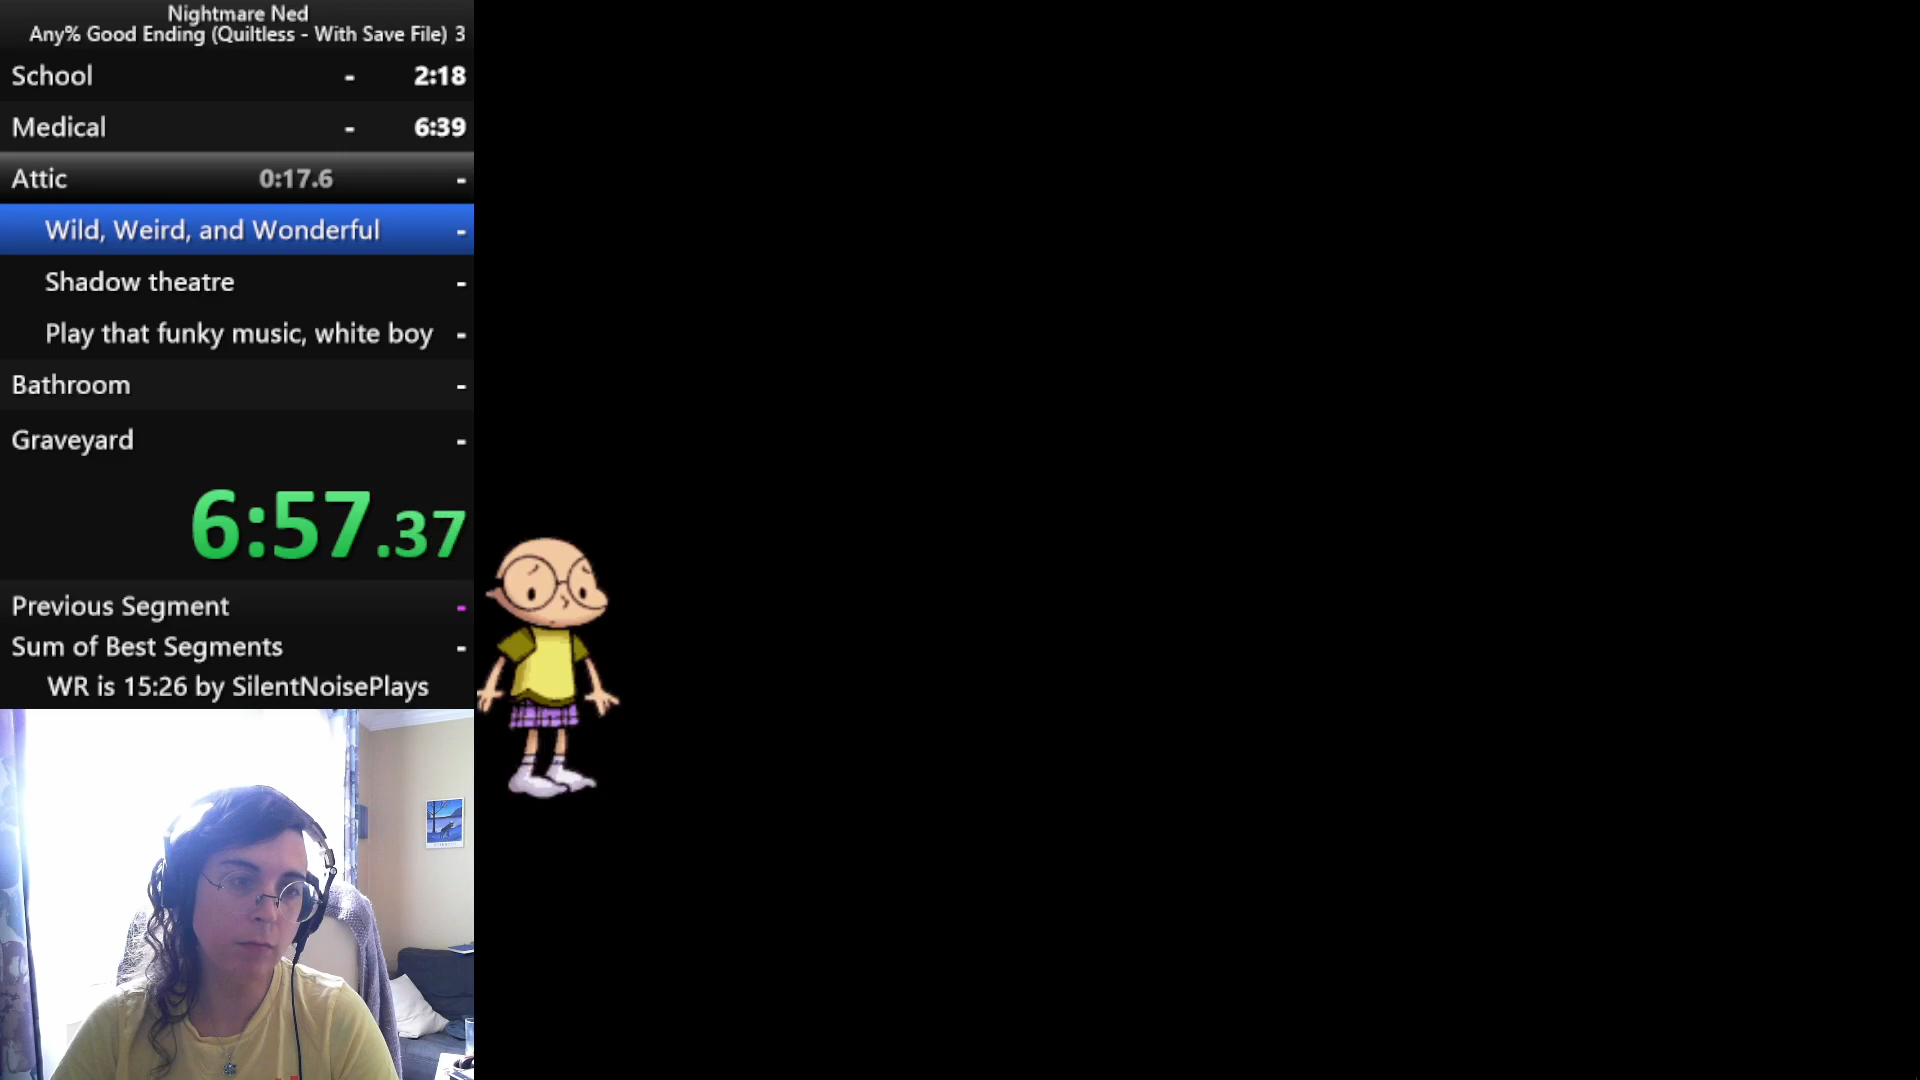 Nightmare Ned
Any% Good Ending (Quiltless - With Save File) 3
School - 2:18
Medical - 6:39
Attic 0:17.6 -
Wild, Weird, and Wonderful -
Shadow theatre -
Play that funky music, white boy -
Bathroom -
Graveyard -
6:57.37
Previous Segment -
Sum of Best Segments -
WR is 15:26 by SilentNoisePlays